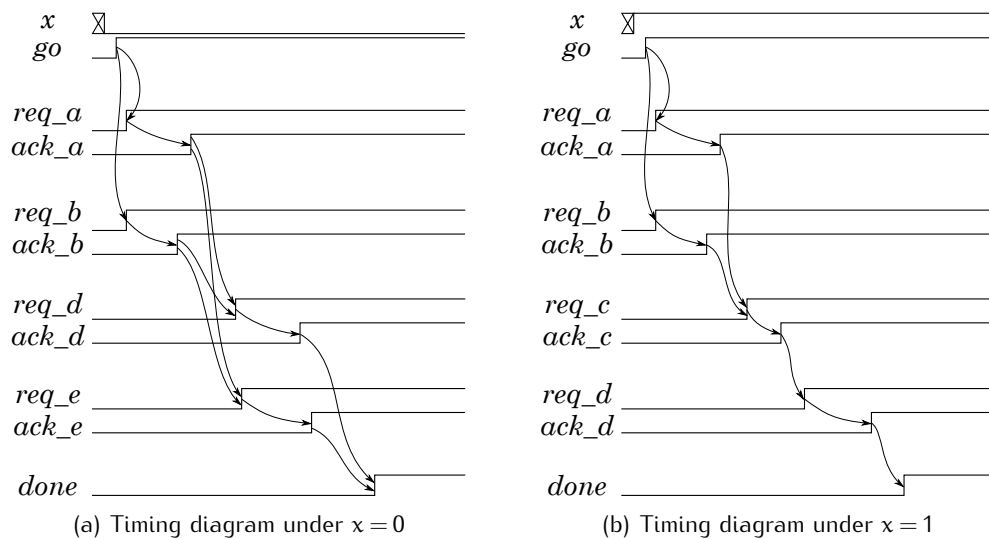 x
go
req_a
ack_a
req_b
ack_b
req_d
ack_d
req_e
ack_e
done
(a) Timing diagram under x = 0
x
go
req_a
ack_a
req_b
ack_b
req_c
ack_c
req_d
ack_d
done
(b) Timing diagram under x = 1